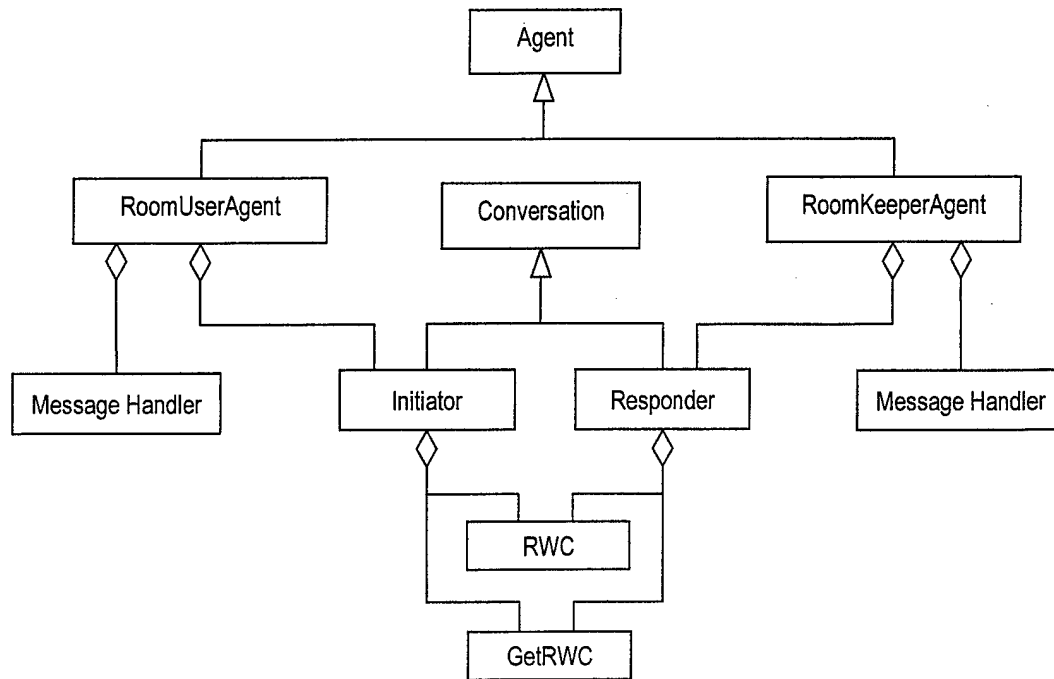 Agent
RoomUserAgent
Conversation
RoomKeeperAgent
Message Handler
Initiator
Responder
Message Handler
RWC
GetRWC